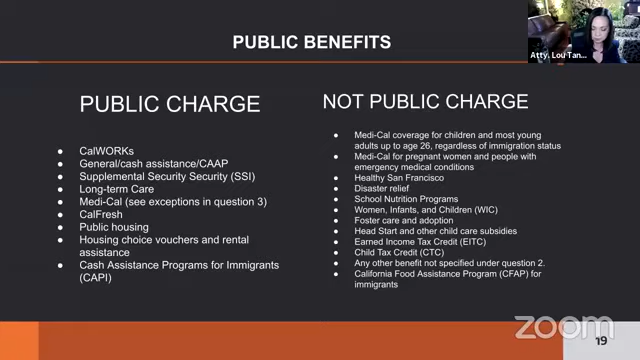 PUBLIC BENEFITS
Atty. Lou Tan...
PUBLIC CHARGE
● CalWORKs
● General/cash assistance/CAAP
● Supplemental Security Security (SSI)
● Long-term Care
● Medi-Cal (see exceptions in question 3)
● CalFresh
● Public housing
● Housing choice vouchers and rental
assistance
● Cash Assistance Programs for Immigrants
(CAPI)
NOT PUBLIC CHARGE
● Medi-Cal coverage for children and most young
adults up to age 26, regardless of immigration status
● Medi-Cal for pregnant women and people with
emergency medical conditions
● Healthy San Francisco
● Disaster relief
● School Nutrition Programs
● Women, Infants, and Children (WIC)
● Foster care and adoption
● Head Start and other child care subsidies
● Earned Income Tax Credit (EITC)
● Child Tax Credit (CTC)
● Any other benefit not specified under question 2.
● California Food Assistance Program (CFAP) for
immigrants
zoom
19